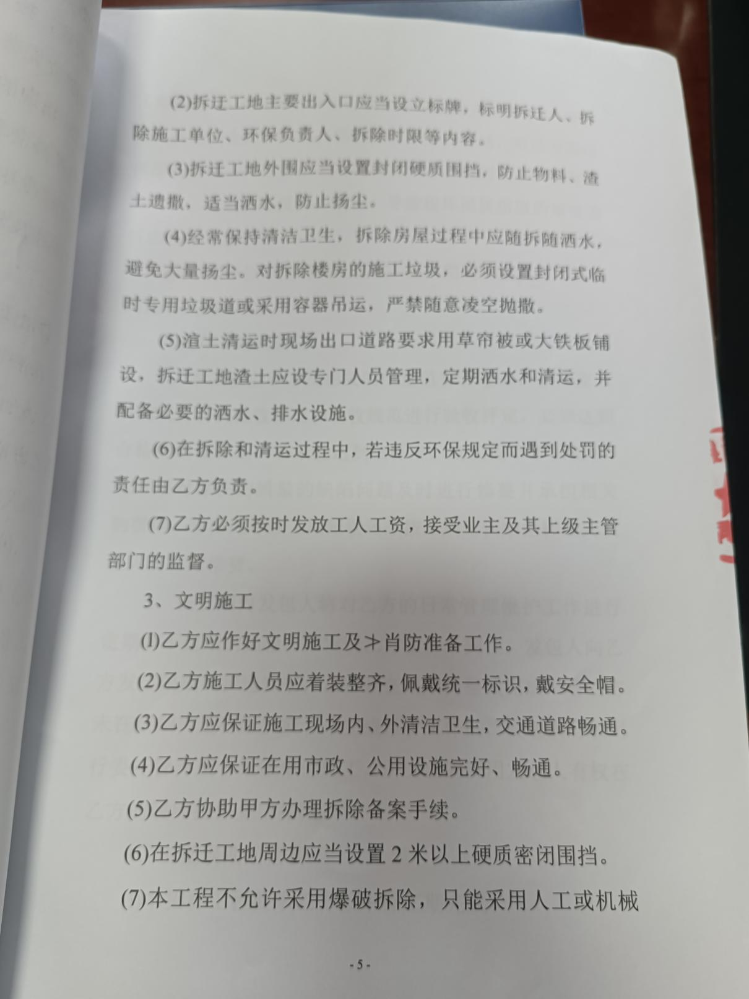 (2)拆迁工地主要出入口应当设立标牌，标明拆迁人、拆
除施工单位、环保负责人、拆除时限等内容。
(3)拆迁工地外围应当设置封闭硬质围挡，防止物料、渣
土遗撒，适当洒水，防止扬尘。
(4)经常保持清洁卫生，拆除房屋过程中应随拆随洒水，
避免大量扬尘。对拆除楼房的施工垃圾，必须设置封闭式临
时专用垃圾道或采用容器吊运，严禁随意凌空抛撒。
(5)渣土清运时现场出口道路要求用草帘被或大铁板铺
设，拆迁工地渣土应设专门人员管理，定期洒水和清运，并
配备必要的洒水、排水设施。
(6)在拆除和清运过程中，若违反环保规定而遇到处罚的
责任由乙方负责。
(7)乙方必须按时发放工人工资，接受业主及其上级主管
部门的监督。
3、文明施工
(l)乙方应作好文明施工及≯肖防准备工作。
(2)乙方施工人员应着装整齐，佩戴统一标识，戴安全帽。
(3)乙方应保证施工现场内、外清洁卫生，交通道路畅通。
(4)乙方应保证在用市政、公用设施完好、畅通。
(5)乙方协助甲方办理拆除备案手续。
(6)在拆迁工地周边应当设置 2 米以上硬质密闭围挡。
(7)本工程不允许采用爆破拆除，只能采用人工或机械
- 5 -